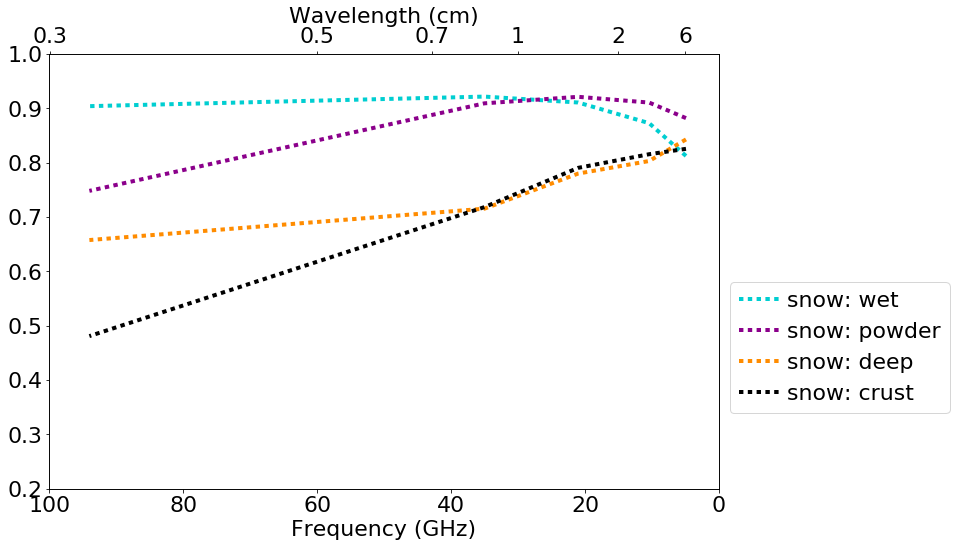 Wavelength (cm)
0.3 0.5 0.7 1 2 6
1.0
0.9
0.8
0.7
0.6
0.5
0.4
0.3
0.2
100 80 60 40 20 0
Frequency (GHz)
snow: wet
snow: powder
snow: deep
snow: crust